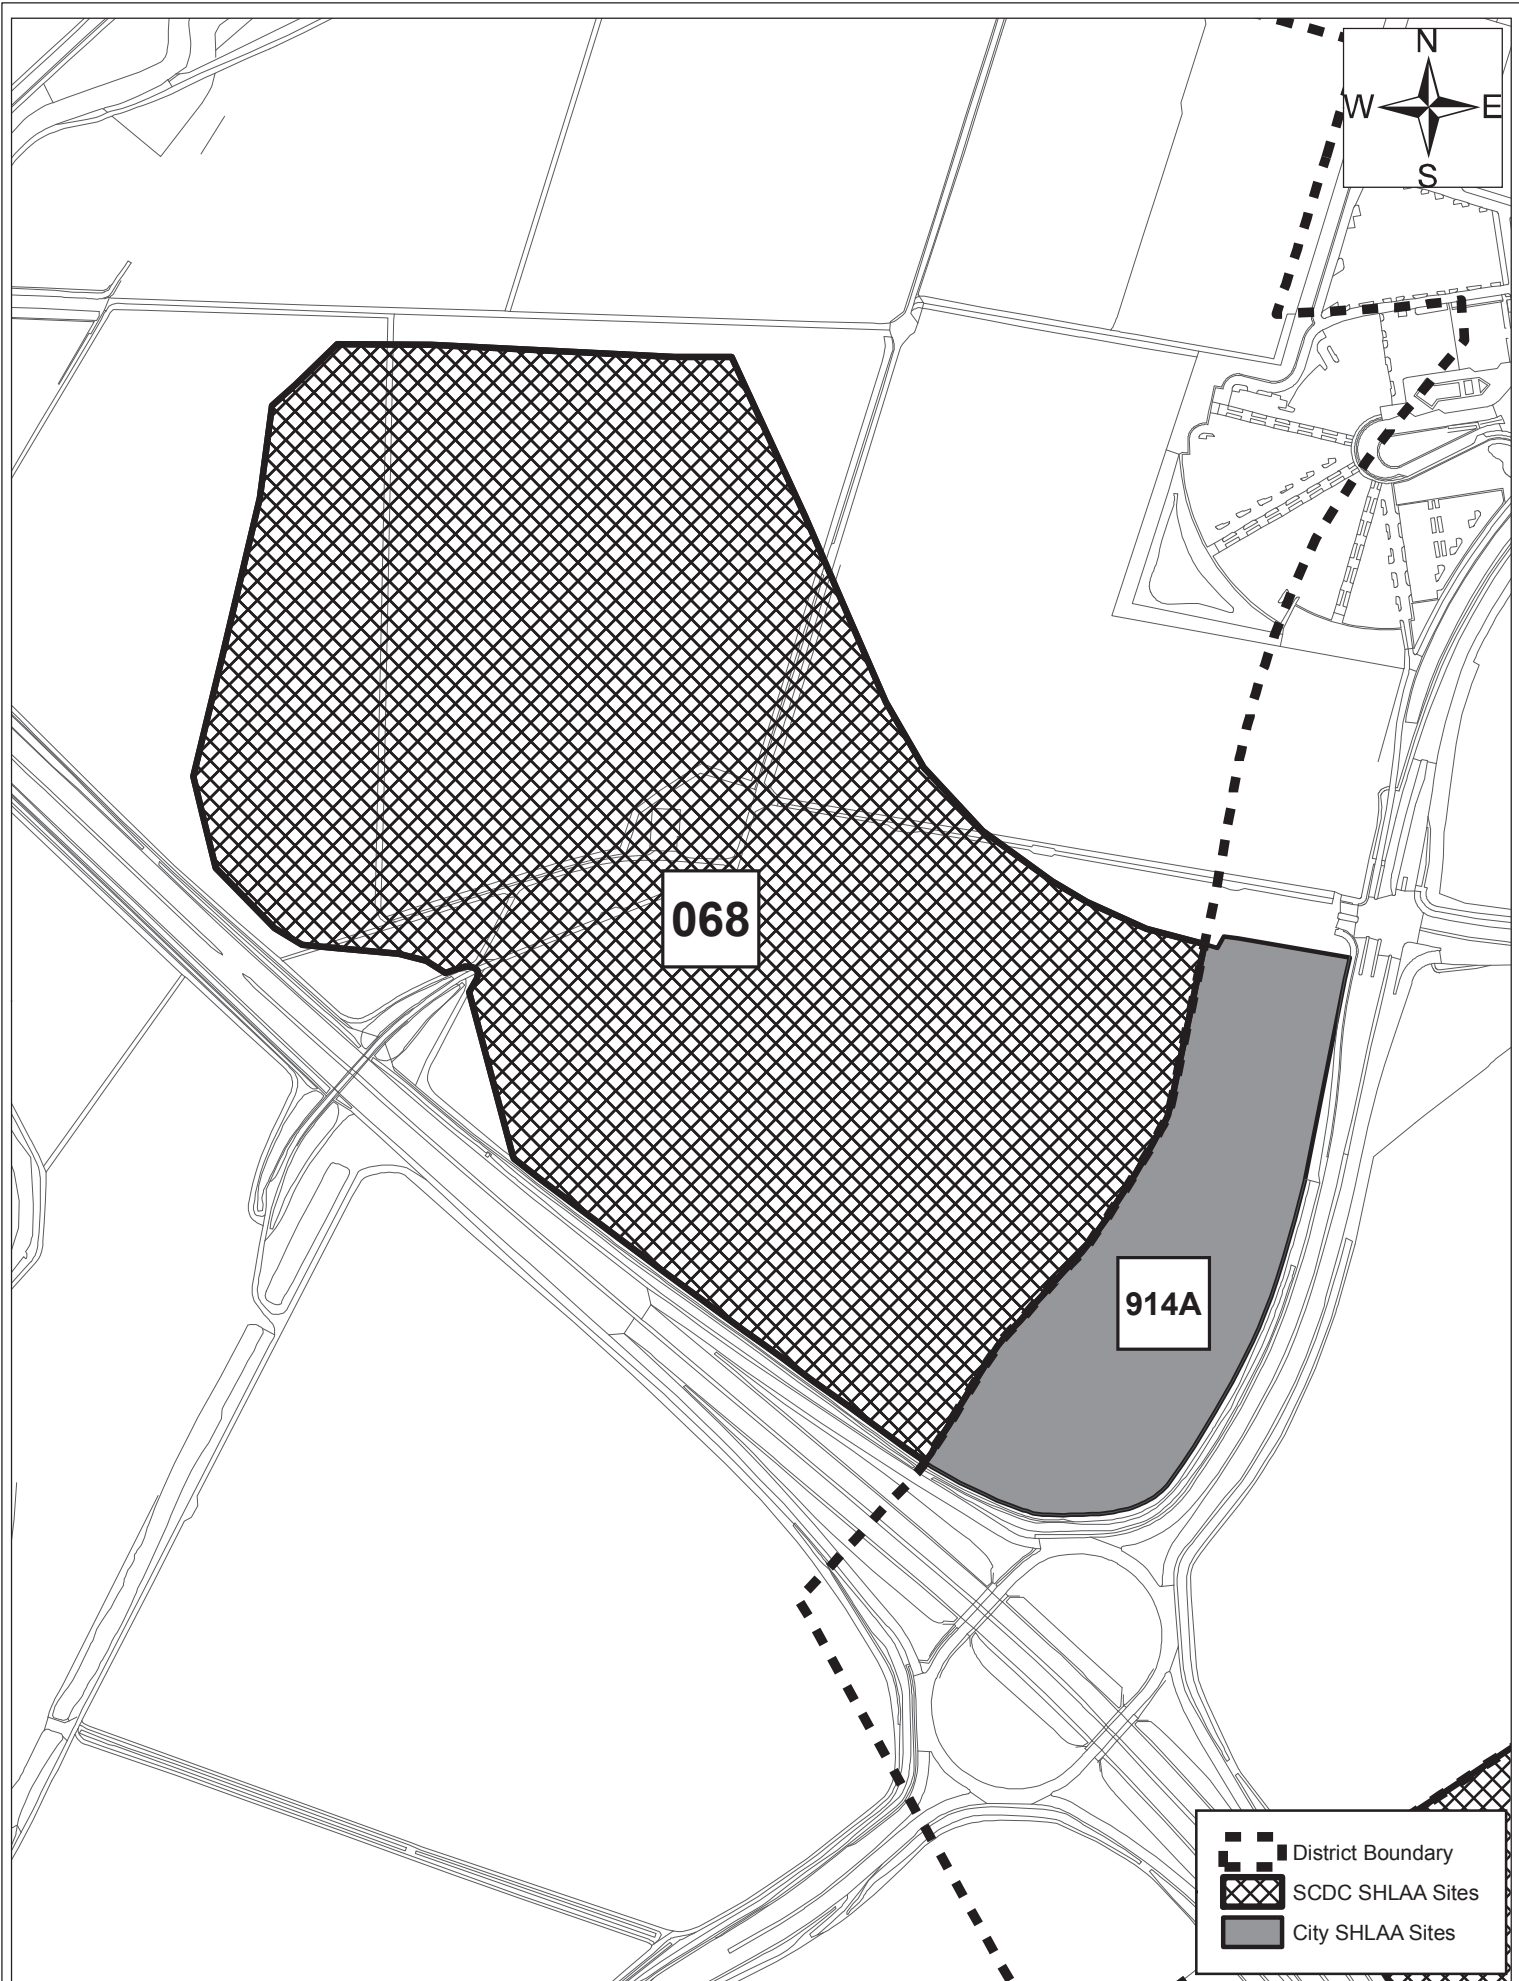 N
W E
S
068
914A
District Boundary
SCDC SHLAA Sites
City SHLAA Sites